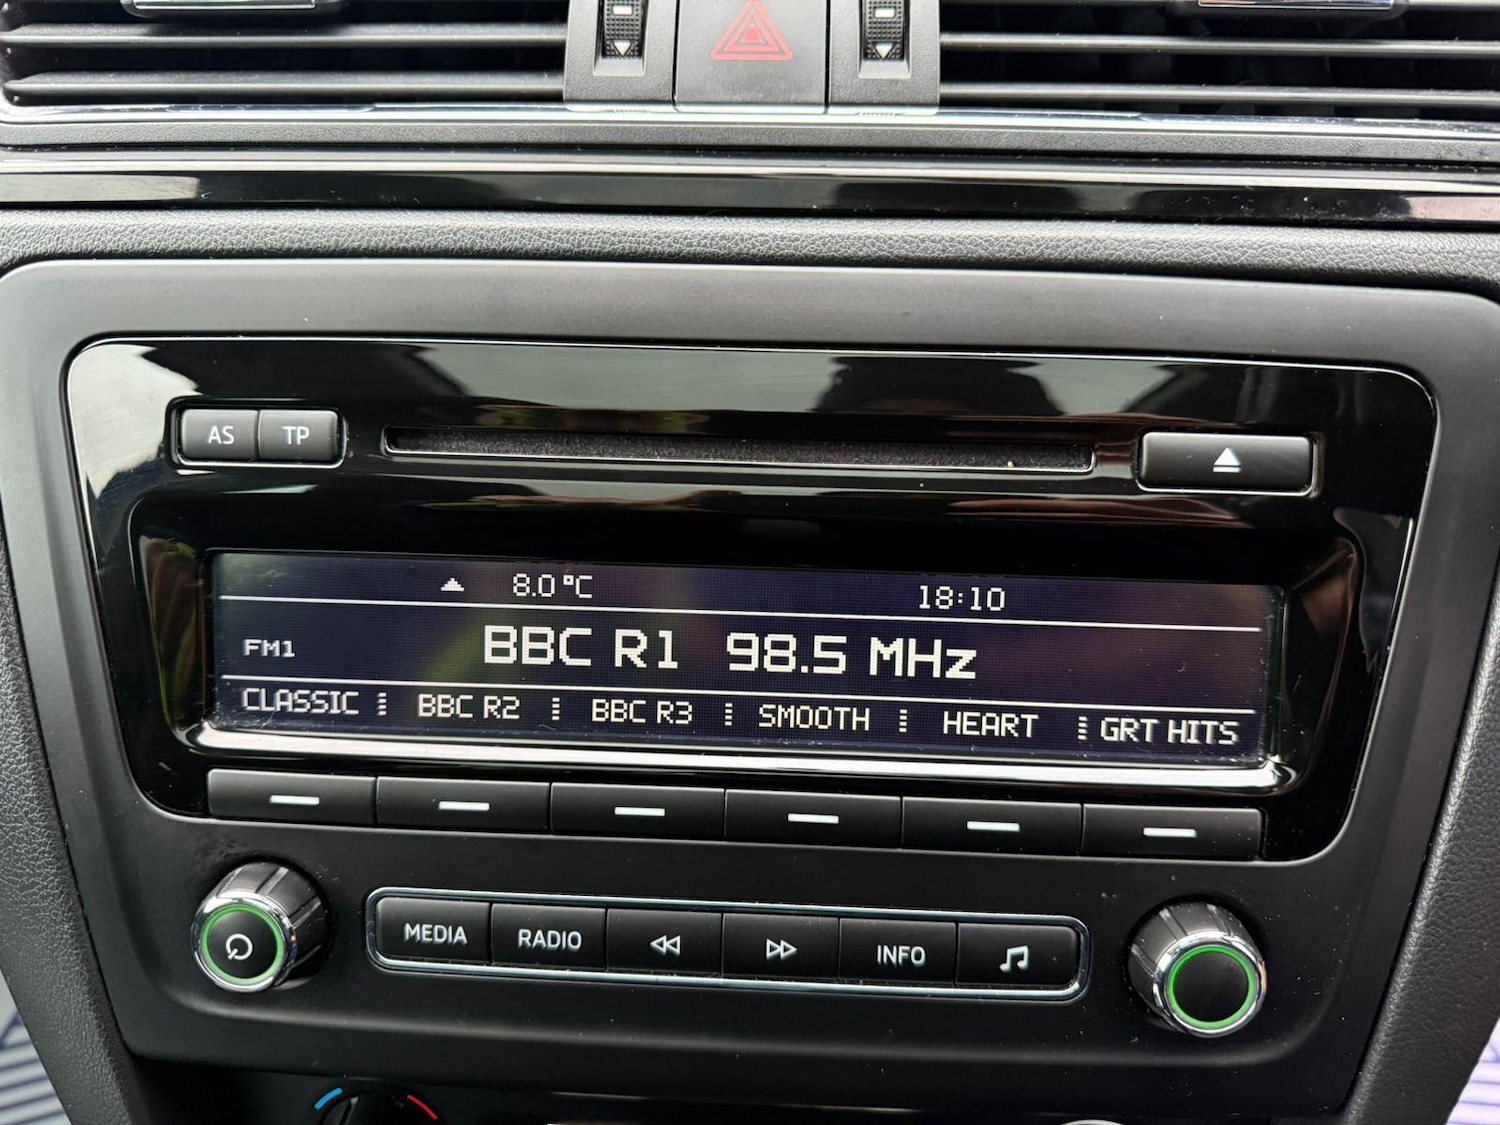 AS TP
8.0 °C 18:10
FM1 BBC R1 98.5 MHz
CLASSIC BBC R2 BBC R3 SMOOTH HEART GRT HITS
MEDIA RADIO INFO